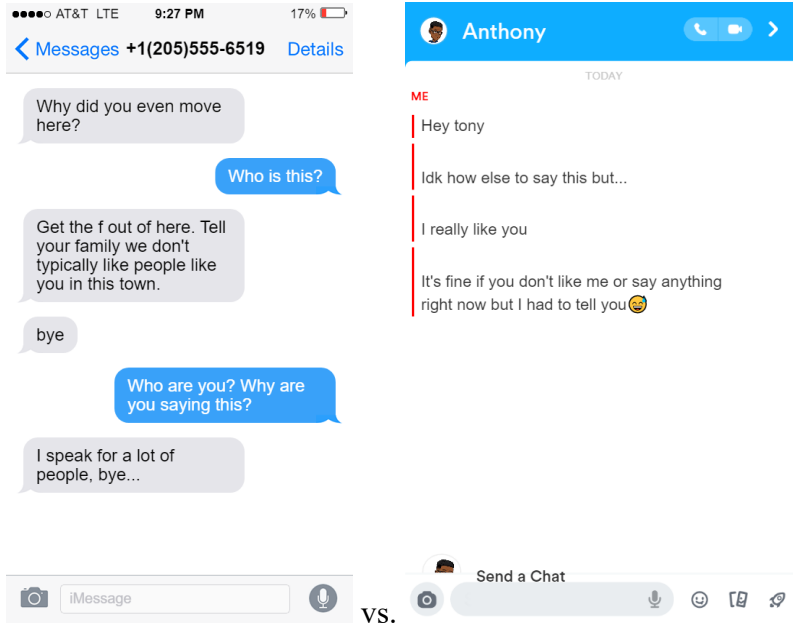 AT&T LTE 9:27 PM 17%
Messages +1(205)555-6519 Details
Why did you even move
here?
Who is this?
Get the f out of here. Tell
your family we don't
typically like people like
you in this town.
bye
Who are you? Why are
you saying this?
I speak for a lot of
people, bye...
iMessage
vs.
Anthony
TODAY
ME
Hey tony
Idk how else to say this but...
I really like you
It's fine if you don't like me or say anything
right now but I had to tell you😅
Send a Chat